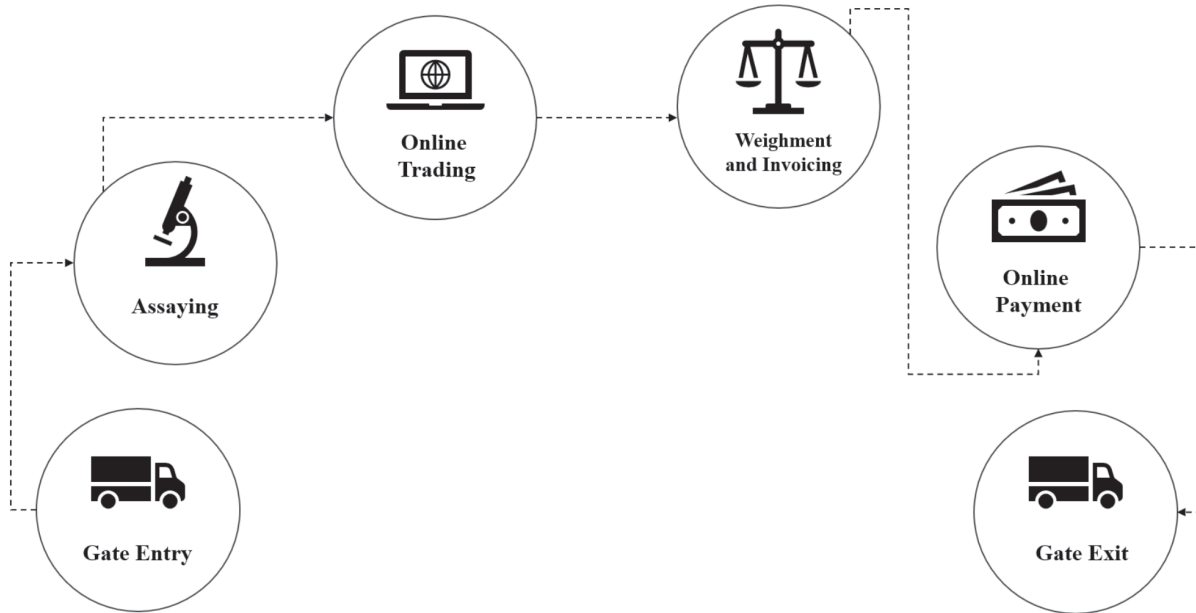 Gate Entry
Assaying
Online
Trading
Weighment
and Invoicing
Online
Payment
Gate Exit